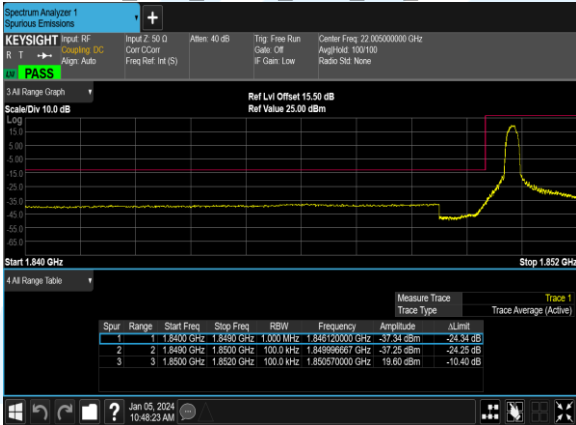 Spectrum Analyzer 1
Spurious Emissions
+
KEYSIGHT Input: RF Input Z: 50 Ω Atten: 40 dB Trig: Free Run Center Freq: 22.005000000 GHz
R T Coupling: DC Corr CCorr Gate: Off Avg|Hold: 100/100
Align: Auto Freq Ref: Int (S) IF Gain: Low Radio Std: None
LXI PASS
3 All Range Graph
Ref Lvl Offset 15.50 dB
Scale/Div 10.0 dB Ref Value 25.00 dBm
Log
15.0
5.00
-5.00
-15.0
-25.0
-35.0
-45.0
-55.0
-65.0
Start 1.840 GHz Stop 1.852 GHz
4 All Range Table
Measure Trace Trace 1
Trace Type Trace Average (Active)
Spur Range Start Freq Stop Freq RBW Frequency Amplitude ΔLimit
1 1 1.8400 GHz 1.8490 GHz 1.000 MHz 1.846120000 GHz -37.34 dBm -24.34 dB
2 2 1.8490 GHz 1.8500 GHz 100.0 kHz 1.849996667 GHz -37.25 dBm -24.25 dB
3 3 1.8500 GHz 1.8520 GHz 100.0 kHz 1.850570000 GHz 19.60 dBm -10.40 dB
? Jan 05, 2024
10:48:23 AM